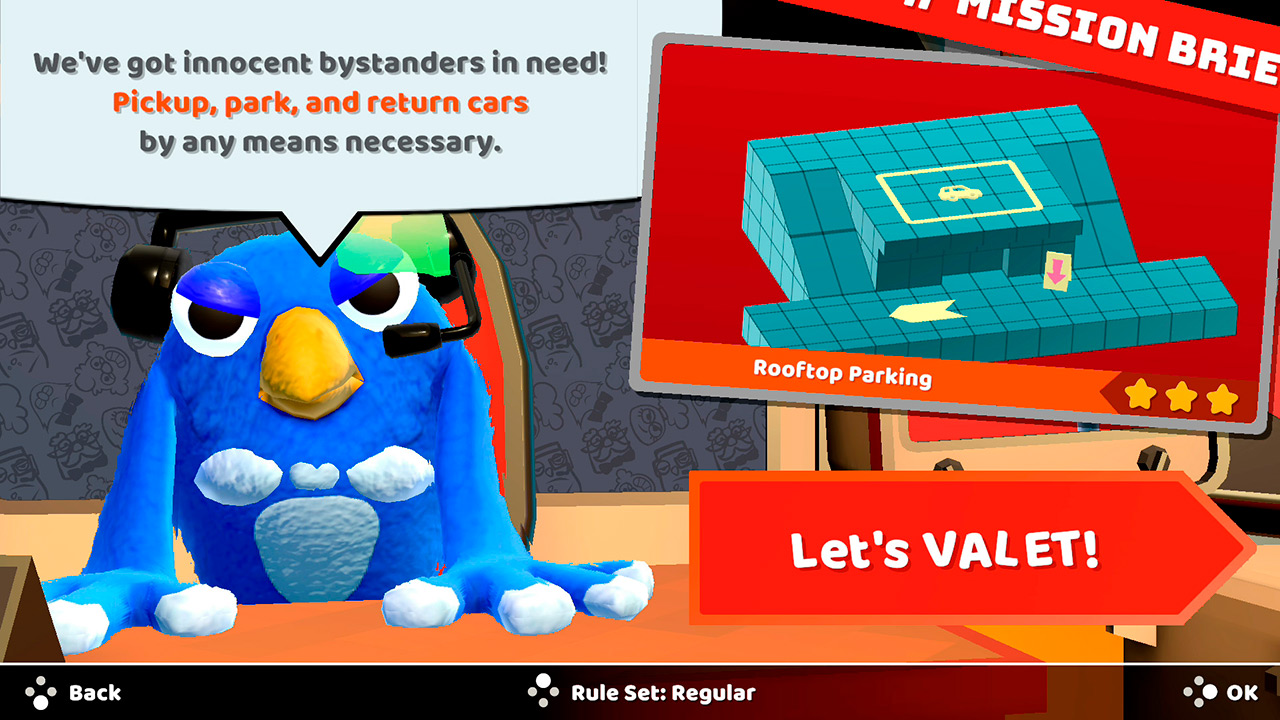 We've got innocent bystanders in need!
Pickup, park, and return cars
by any means necessary.
MISSION
Rooftop Parking
Let's VALET!
Back
Rule Set: Regular
OK